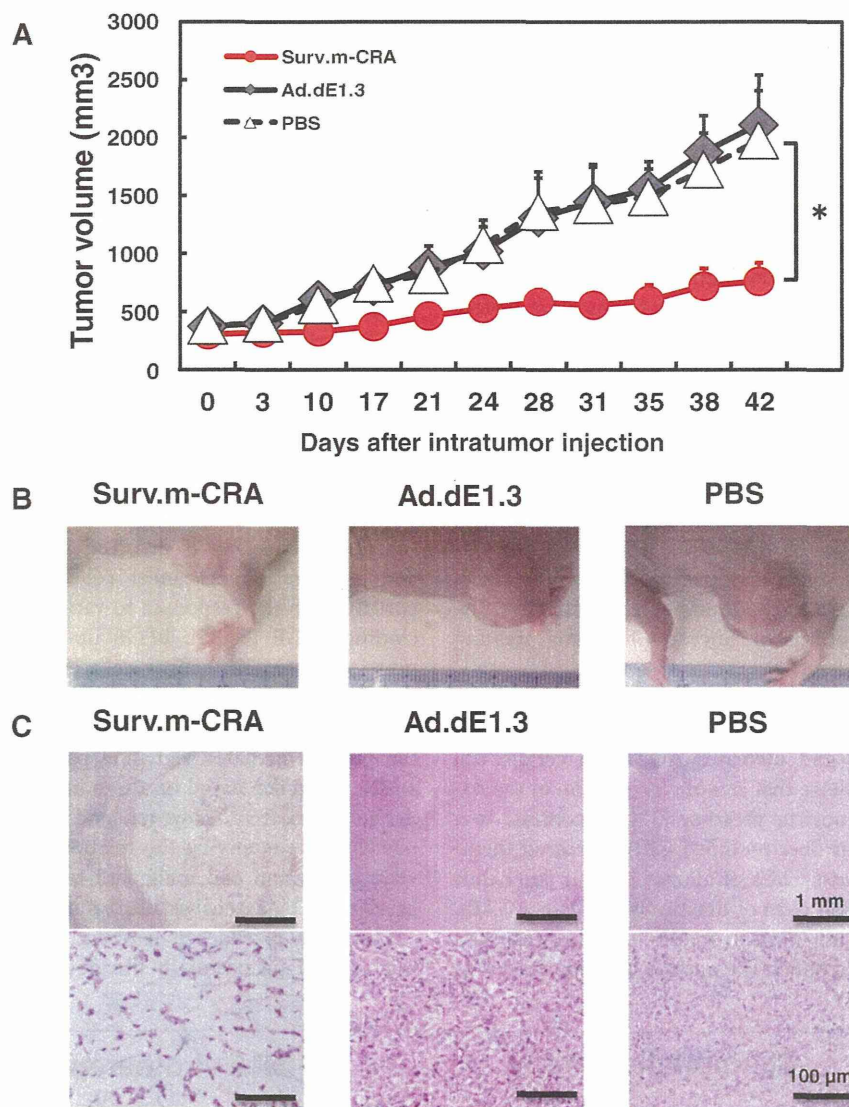 A
Tumor volume (mm3)
3000
2500
2000
1500
1000
500
0
Surv.m-CRA
Ad.dE1.3
PBS
*
0 3 10 17 21 24 28 31 35 38 42
Days after intratumor injection
B
Surv.m-CRA Ad.dE1.3 PBS
C
Surv.m-CRA Ad.dE1.3 PBS
1 mm
100 µm